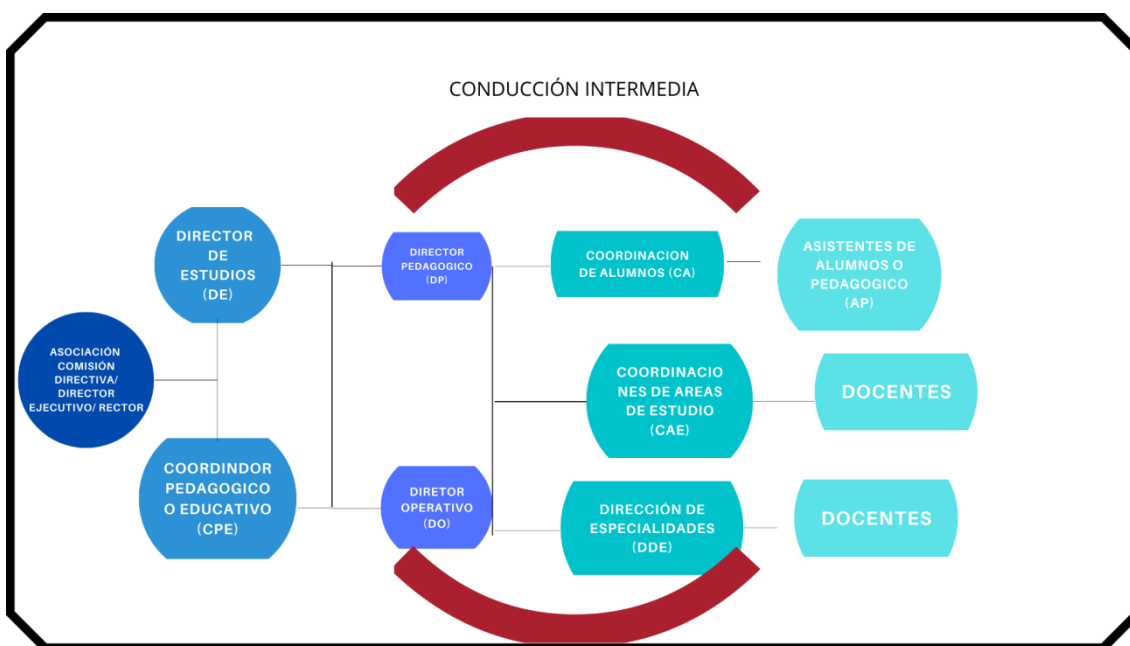 CONDUCCIÓN INTERMEDIA
ASOCIACIÓN
COMISIÓN
DIRECTIVA/
DIRECTOR
EJECUTIVO/ RECTOR
DIRECTOR
DE
ESTUDIOS
(DE)
COORDINDOR
PEDAGOGICO
O EDUCATIVO
(CPE)
DIRECTOR
PEDAGOGICO
(DP)
DIRETOR
OPERATIVO
(DO)
COORDINACION
DE ALUMNOS (CA)
COORDINACIO
NES DE AREAS
DE ESTUDIO
(CAE)
DIRECCIÓN DE
ESPECIALIDADES
(DDE)
ASISTENTES DE
ALUMNOS O
PEDAGOGICO
(AP)
DOCENTES
DOCENTES